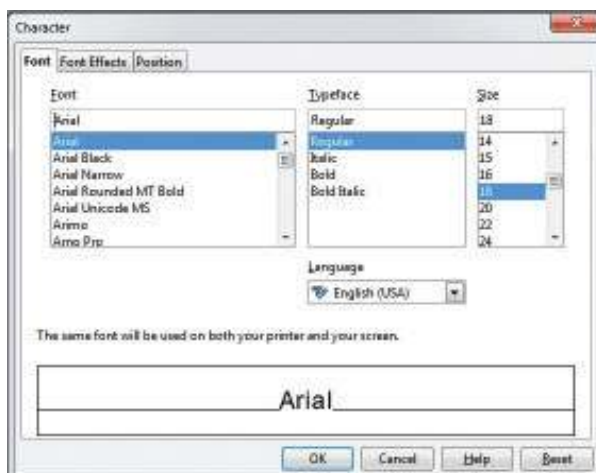 Character
Font Font Effects Position
Font Typeface Size
Arial Regular 18
Arial Regular 14
Arial Black Italic 15
Arial Narrow Bold 16
Arial Rounded MT Bold Bold Italic 18
Arial Unicode MS 20
Arimo 22
Arno Pro 24
Language
English (USA)
The same font will be used on both your printer and your screen.
Arial
OK Cancel Help Reset